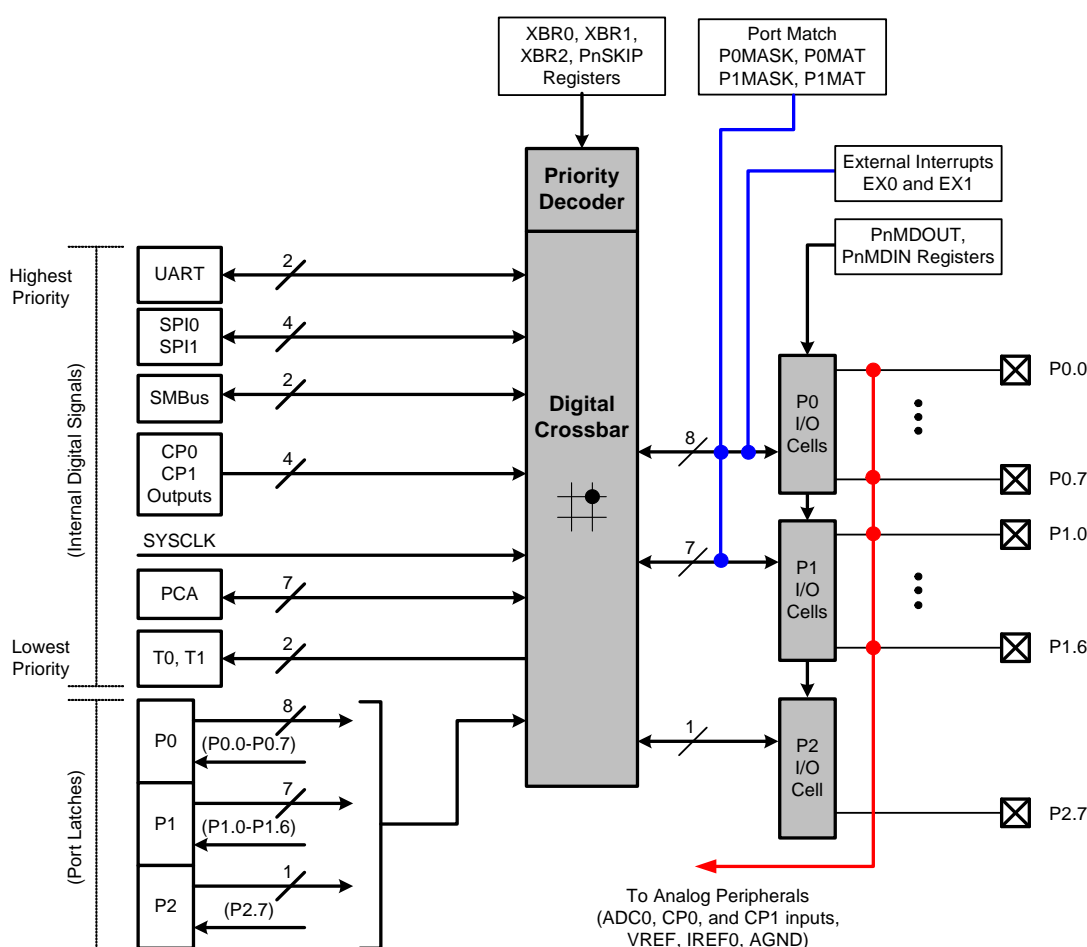 XBR0, XBR1,
XBR2, PnSKIP
Registers
Port Match
P0MASK, P0MAT
P1MASK, P1MAT
External Interrupts
EX0 and EX1
Priority
Decoder
PnMDOUT,
PnMDIN Registers
Highest
Priority
UART
2
SPI0
SPI1
4
SMBus
2
(Internal Digital Signals)
CP0
CP1
Outputs
4
Digital
Crossbar
SYSCLK
PCA
7
Lowest
Priority
T0, T1
2
8
P0
I/O
Cells
P0.0
P0.7
7
P1
I/O
Cells
P1.0
P1.6
1
P2
I/O
Cell
P2.7
(Port Latches)
P0
8
(P0.0-P0.7)
P1
7
(P1.0-P1.6)
P2
1
(P2.7)
To Analog Peripherals
(ADC0, CP0, and CP1 inputs,
VREF, IREF0, AGND)